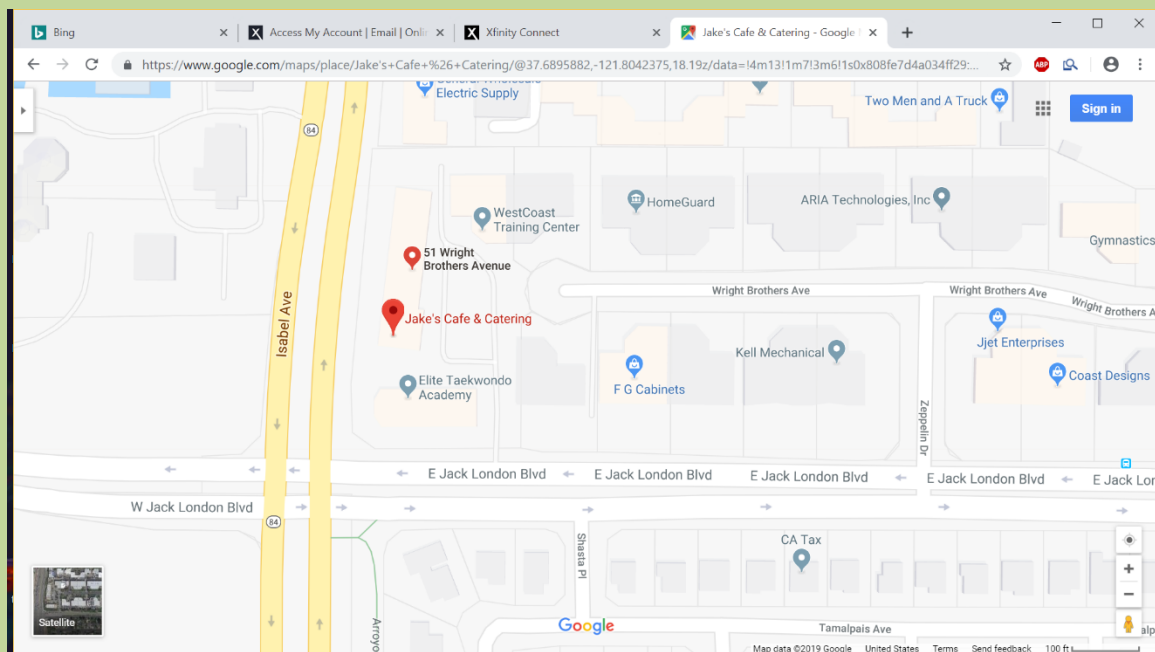 Bing
Access My Account | Email | Onlin
Xfinity Connect
Jake's Cafe & Catering - Google
https://www.google.com/maps/place/Jake's+Cafe+%26+Catering/@37.6895882,-121.8042375,18.19z/data=!4m13!1m7!3m6!1s0x808fe7d4a034ff29:...
ABP
General Wholesale
Electric Supply
Two Men and A Truck
Sign in
84
WestCoast
Training Center
HomeGuard
ARIA Technologies, Inc
Gymnastics
51 Wright
Brothers Avenue
Isabel Ave
Wright Brothers Ave
Wright Brothers Ave
Wright Brothers A
Jake's Cafe & Catering
Jjet Enterprises
Kell Mechanical
Elite Taekwondo
Academy
F G Cabinets
Coast Designs
Zeppelin Dr
E Jack London Blvd
E Jack London Blvd
E Jack London Blvd
E Jack London Blvd
E Jack Lon
W Jack London Blvd
84
Shasta Pl
CA Tax
Arroyo
Satellite
Google
Tamalpais Ave
alp
Map data ©2019 Google United States Terms Send feedback 100 ft